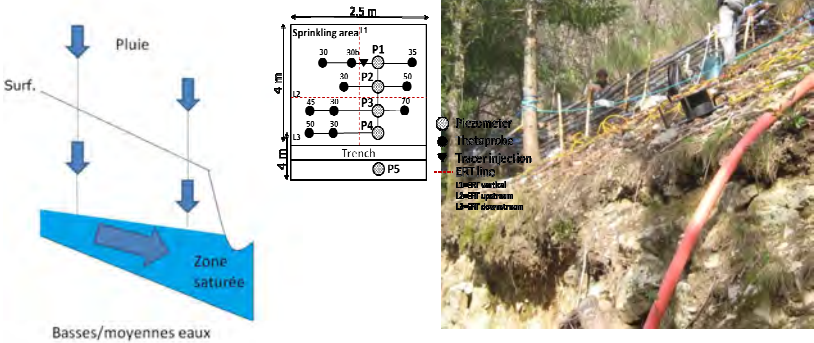 Pluie
Surf.
Zone
saturée
Basses/moyennes eaux
2,5 m
Sprinkling area L1
30 30b P1 35
30 P2 50
L2
45 30 P3 70
50 30 P4
L3
4 m
4 m
Trench
P5
Piezometer
Thetaprobe
Tracer injection
ERT line
L1=ERT vertical
L2=ERT upstream
L3=ERT downstream